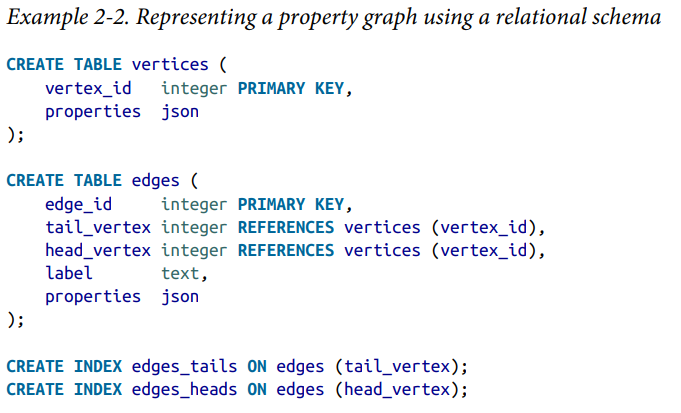 Example 2-2. Representing a property graph using a relational schema
CREATE TABLE vertices (
    vertex_id   integer PRIMARY KEY,
    properties  json
);
CREATE TABLE edges (
    edge_id     integer PRIMARY KEY,
    tail_vertex integer REFERENCES vertices (vertex_id),
    head_vertex integer REFERENCES vertices (vertex_id),
    label       text,
    properties  json
);
CREATE INDEX edges_tails ON edges (tail_vertex);
CREATE INDEX edges_heads ON edges (head_vertex);